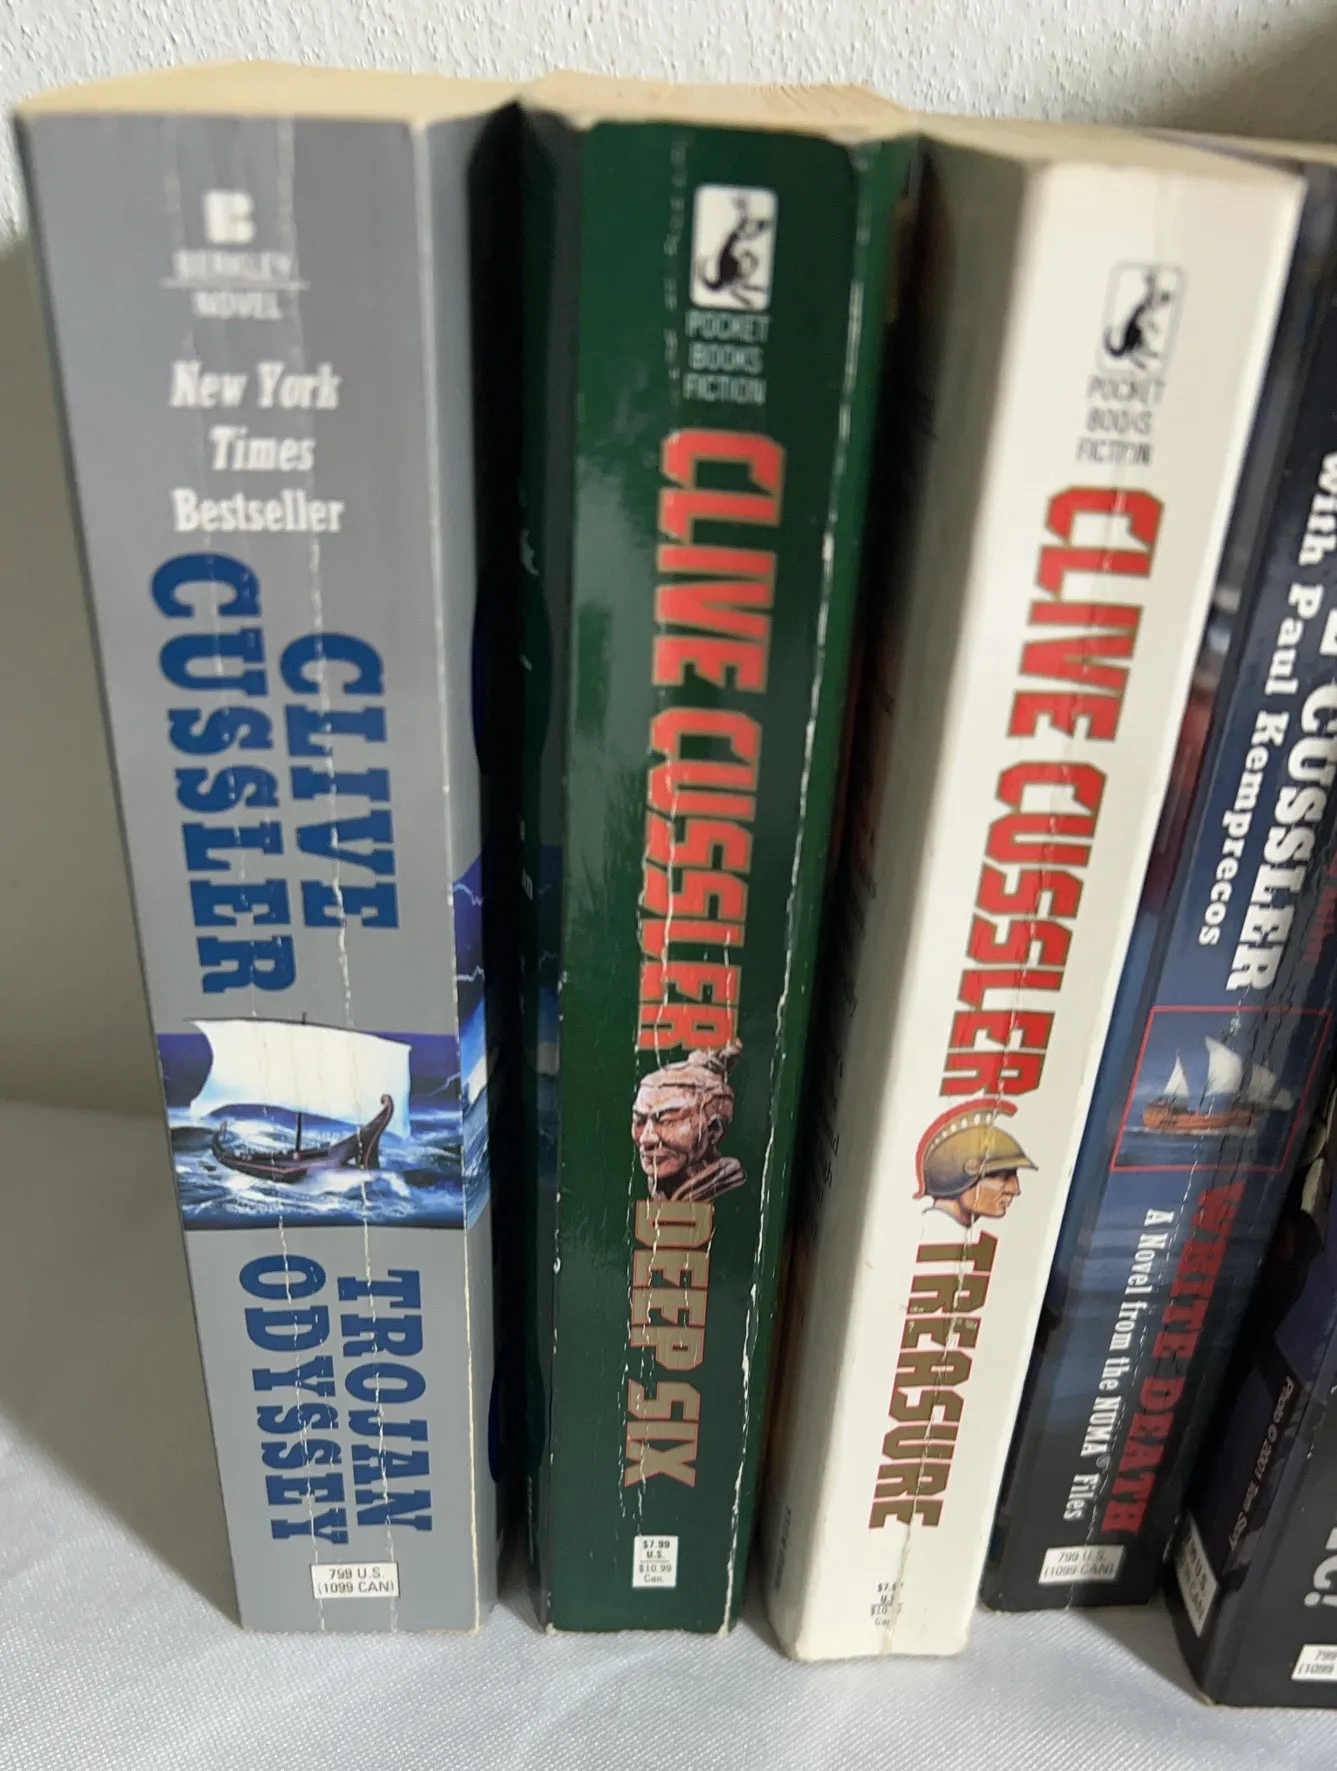 BERKLEY
NOVEL
New York
Times
Bestseller
CLIVE
CUSSLER
TROJAN
ODYSSEY
799 U.S.
(1099 CAN)
POCKET
BOOKS
FICTION
CLIVE CUSSLER
DEEP SIX
$7.99
U.S.
$10.99
Can.
POCKET
BOOKS
FICTION
CLIVE CUSSLER
TREASURE
CUSSLER
with Paul Kemprecos
WHITE DEATH
A Novel from the NUMA® Files
799 U.S.
(1099 CAN)
Photo © 2001